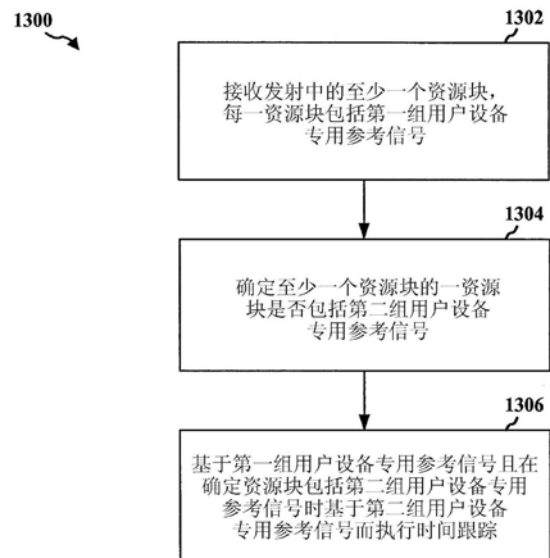 1300
1302
接收发射中的至少一个资源块，
每一资源块包括第一组用户设备
专用参考信号
1304
确定至少一个资源块的一资源
块是否包括第二组用户设备
专用参考信号
1306
基于第一组用户设备专用参考信号且在
确定资源块包括第二组用户设备专用
参考信号时基于第二组用户设备
专用参考信号而执行时间跟踪